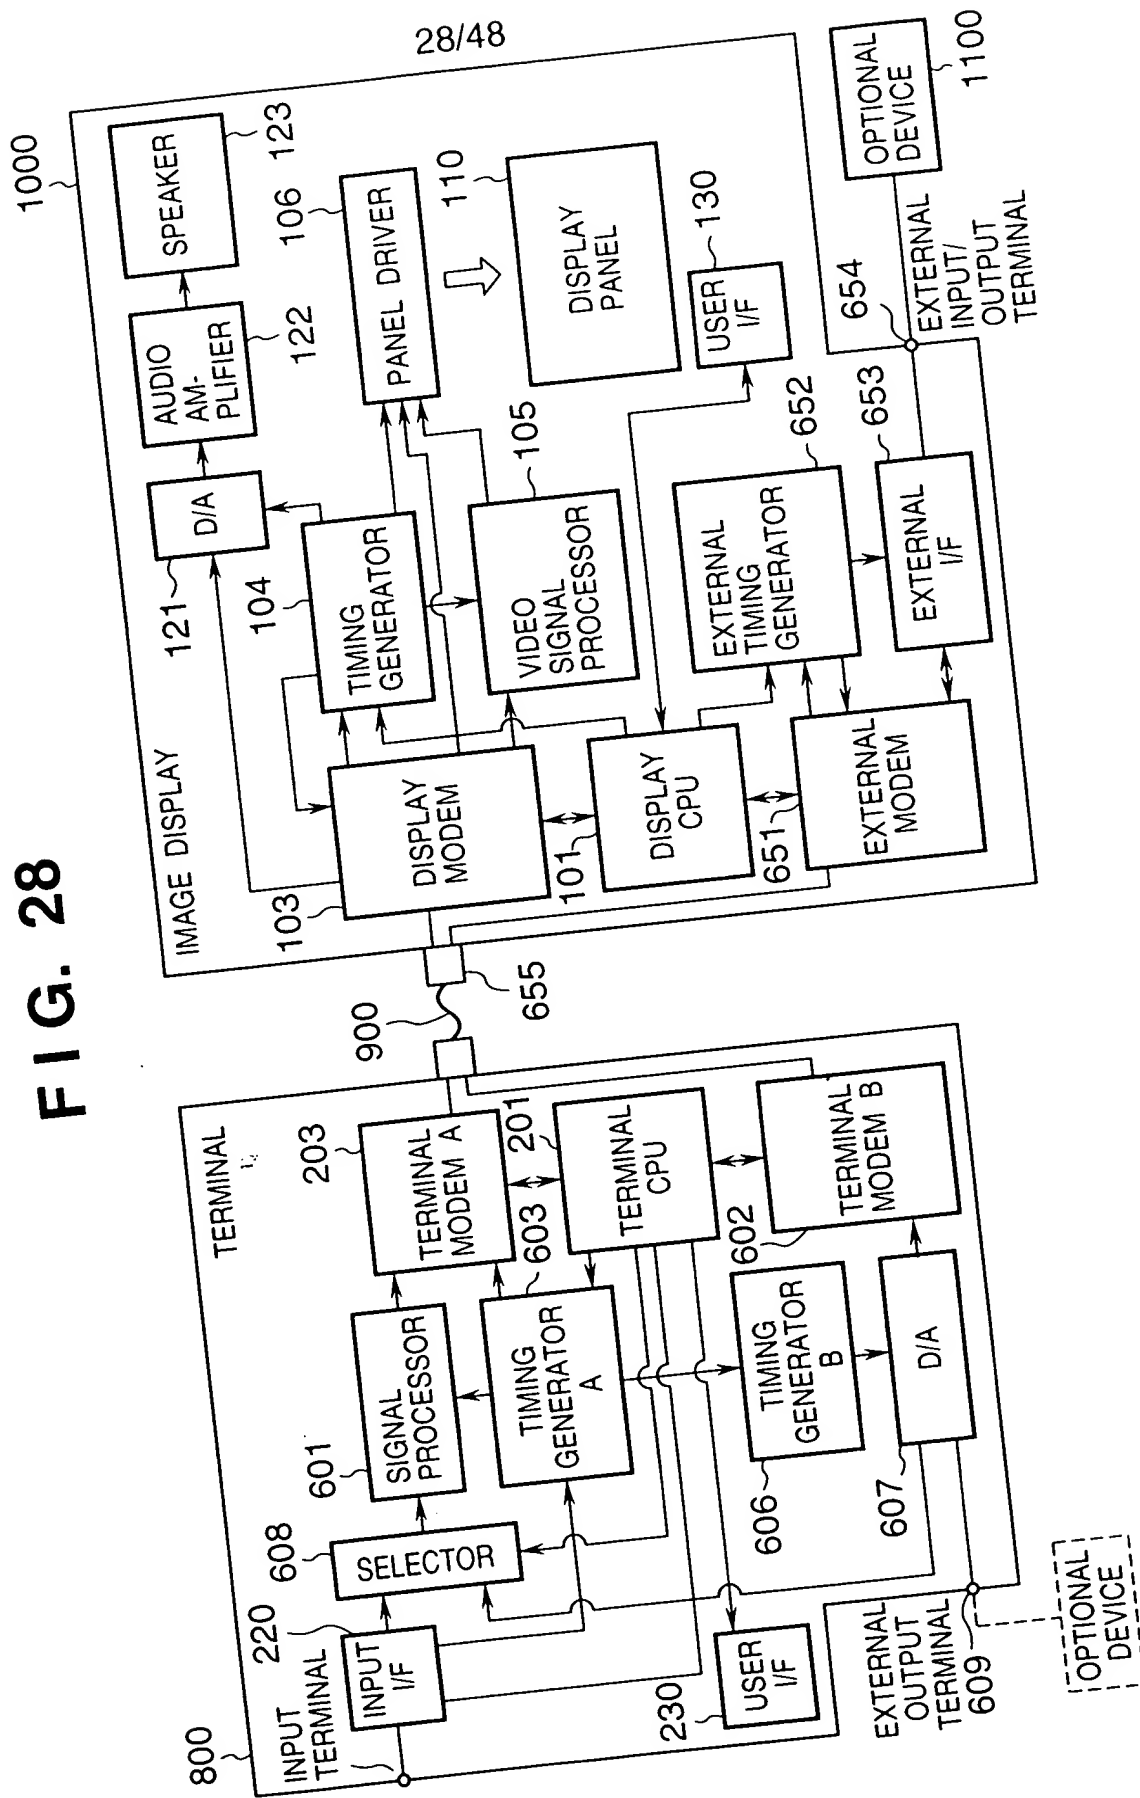 28/48
FIG. 28
800
TERMINAL
INPUT
TERMINAL
220
INPUT
I/F
608
SELECTOR
601
SIGNAL
PROCESSOR
203
TERMINAL
MODEM A
603
TIMING
GENERATOR
A
201
TERMINAL
CPU
230
USER
I/F
606
TIMING
GENERATOR
B
602
TERMINAL
MODEM B
607
D/A
EXTERNAL
OUTPUT
TERMINAL
609
OPTIONAL
DEVICE
900
655
1000
IMAGE DISPLAY
103
DISPLAY
MODEM
121
D/A
AUDIO
AM-
PLIFIER
122
SPEAKER
123
104
TIMING
GENERATOR
106
PANEL DRIVER
105
VIDEO
SIGNAL
PROCESSOR
110
DISPLAY
PANEL
101
DISPLAY
CPU
130
USER
I/F
651
EXTERNAL
MODEM
652
EXTERNAL
TIMING
GENERATOR
653
EXTERNAL
I/F
654
EXTERNAL
INPUT/
OUTPUT
TERMINAL
OPTIONAL
DEVICE
1100